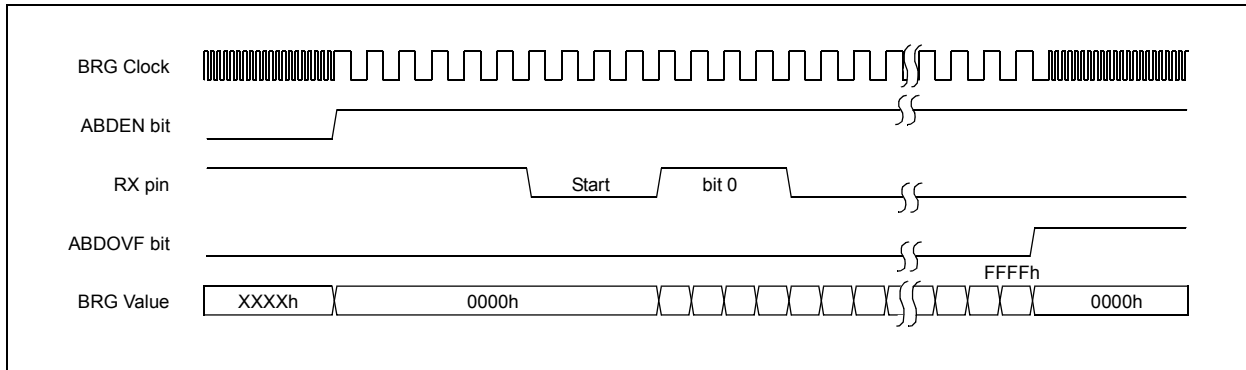 BRG Clock
ABDEN bit
RX pin
Start
bit 0
ABDOVF bit
FFFFh
BRG Value
XXXXh
0000h
0000h